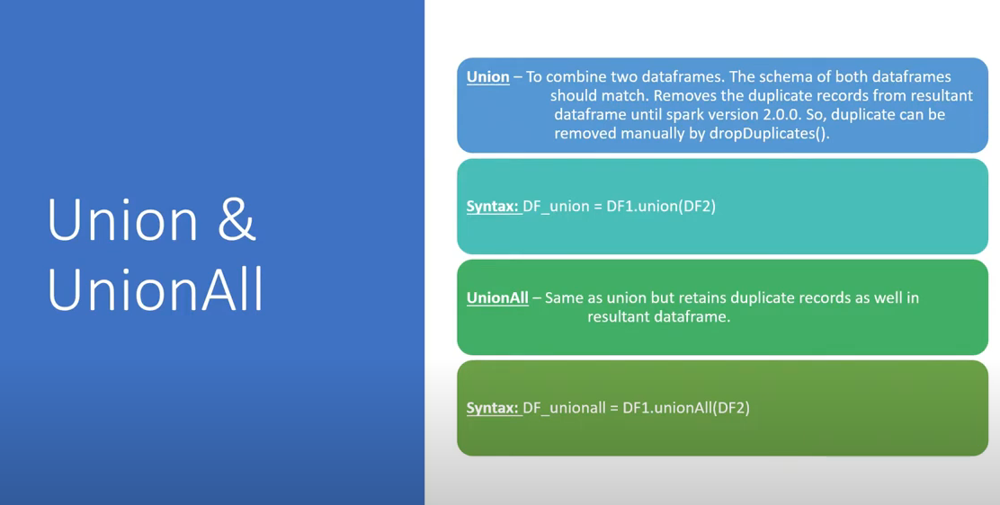 Union &
UnionAll
Union – To combine two dataframes. The schema of both dataframes
should match. Removes the duplicate records from resultant
dataframe until spark version 2.0.0. So, duplicate can be
removed manually by dropDuplicates().
Syntax: DF_union = DF1.union(DF2)
UnionAll – Same as union but retains duplicate records as well in
resultant dataframe.
Syntax: DF_unionall = DF1.unionAll(DF2)